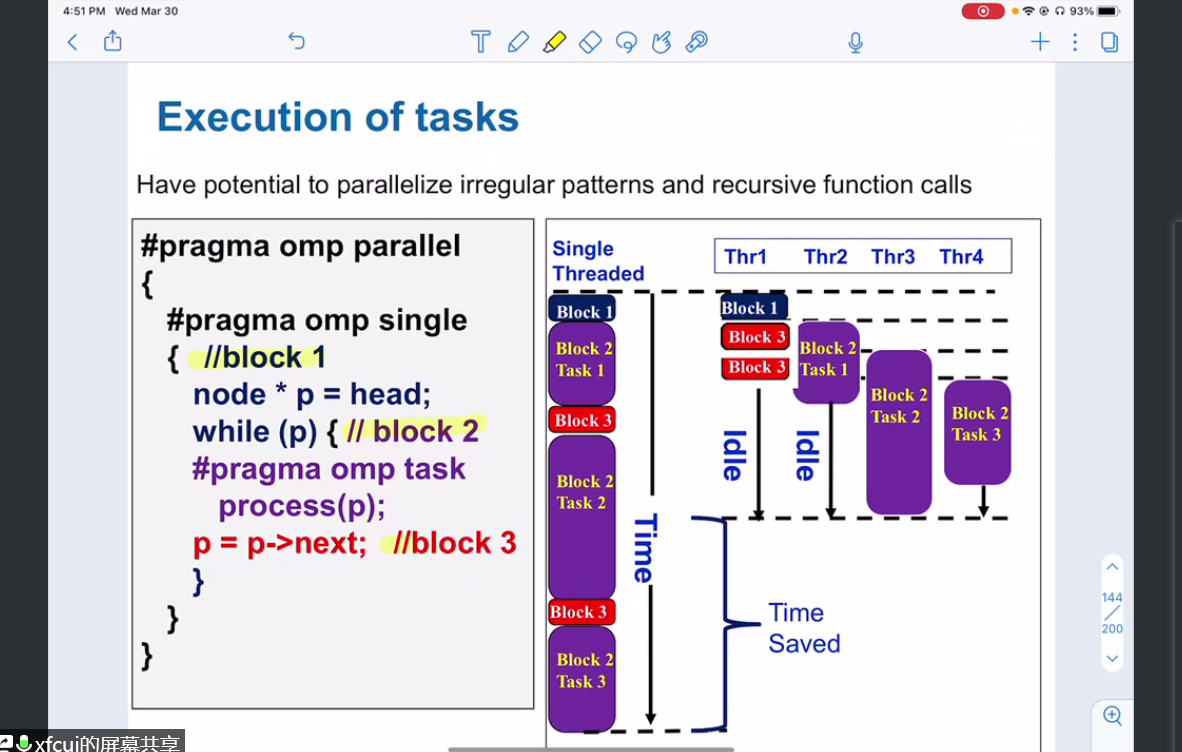 4:51 PM Wed Mar 30
93%
Execution of tasks
Have potential to parallelize irregular patterns and recursive function calls
#pragma omp parallel
{
#pragma omp single
{ //block 1
node * p = head;
while (p) { // block 2
#pragma omp task
process(p);
p = p->next; //block 3
}
}
}
Single
Threaded
Block 1
Block 2
Task 1
Block 3
Block 2
Task 2
Block 3
Block 2
Task 3
Time
Thr1 Thr2 Thr3 Thr4
Block 1
Block 3
Block 3
Idle
Block 2
Task 1
Idle
Block 2
Task 2
Block 2
Task 3
Time
Saved
144
200
xfcui的屏幕共享